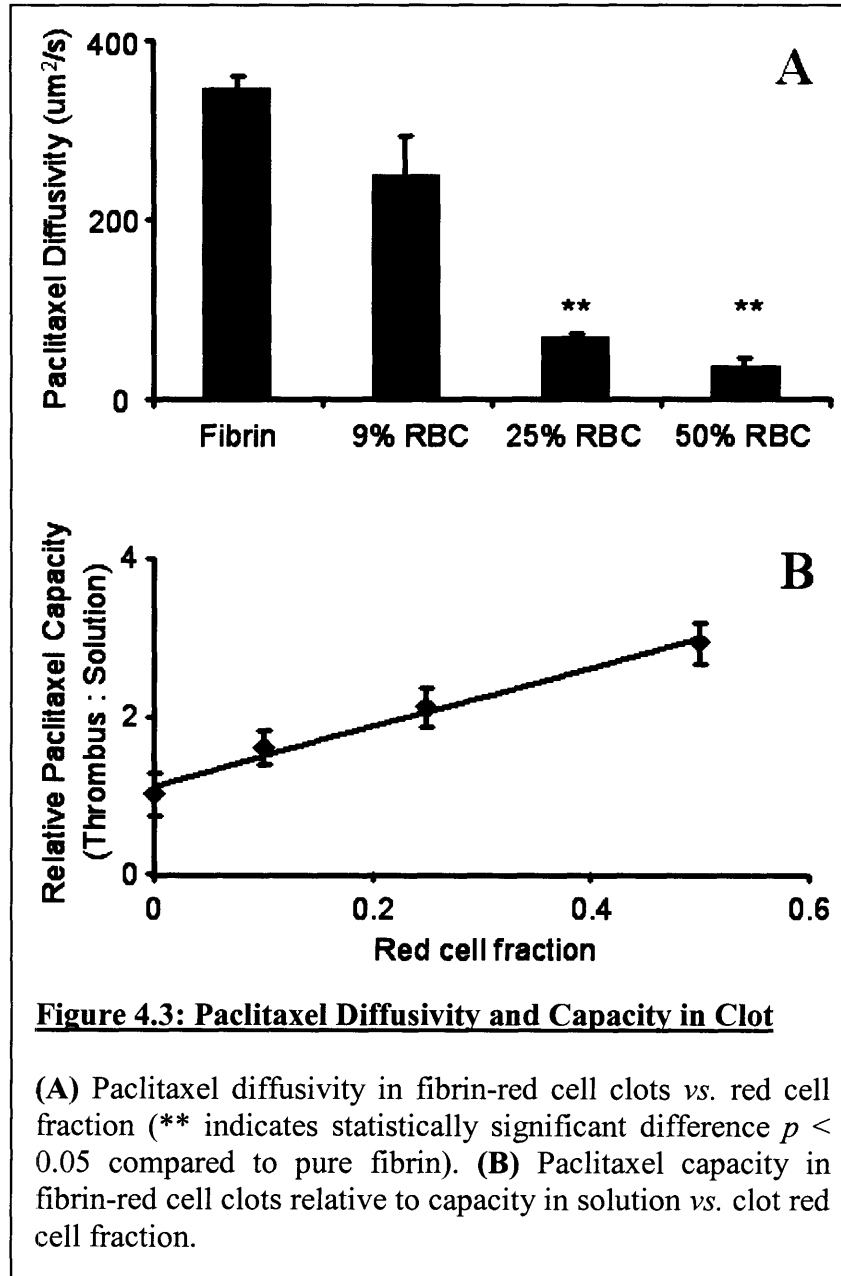 400
A
Paclitaxel Diffusivity (um²/s)
200
**
**
0
Fibrin
9% RBC
25% RBC
50% RBC
4
B
Relative Paclitaxel Capacity
(Thrombus : Solution)
2
0
0
0.2
0.4
0.6
Red cell fraction
Figure 4.3: Paclitaxel Diffusivity and Capacity in Clot
(A) Paclitaxel diffusivity in fibrin-red cell clots vs. red cell
fraction (** indicates statistically significant difference p <
0.05 compared to pure fibrin). (B) Paclitaxel capacity in
fibrin-red cell clots relative to capacity in solution vs. clot red
cell fraction.